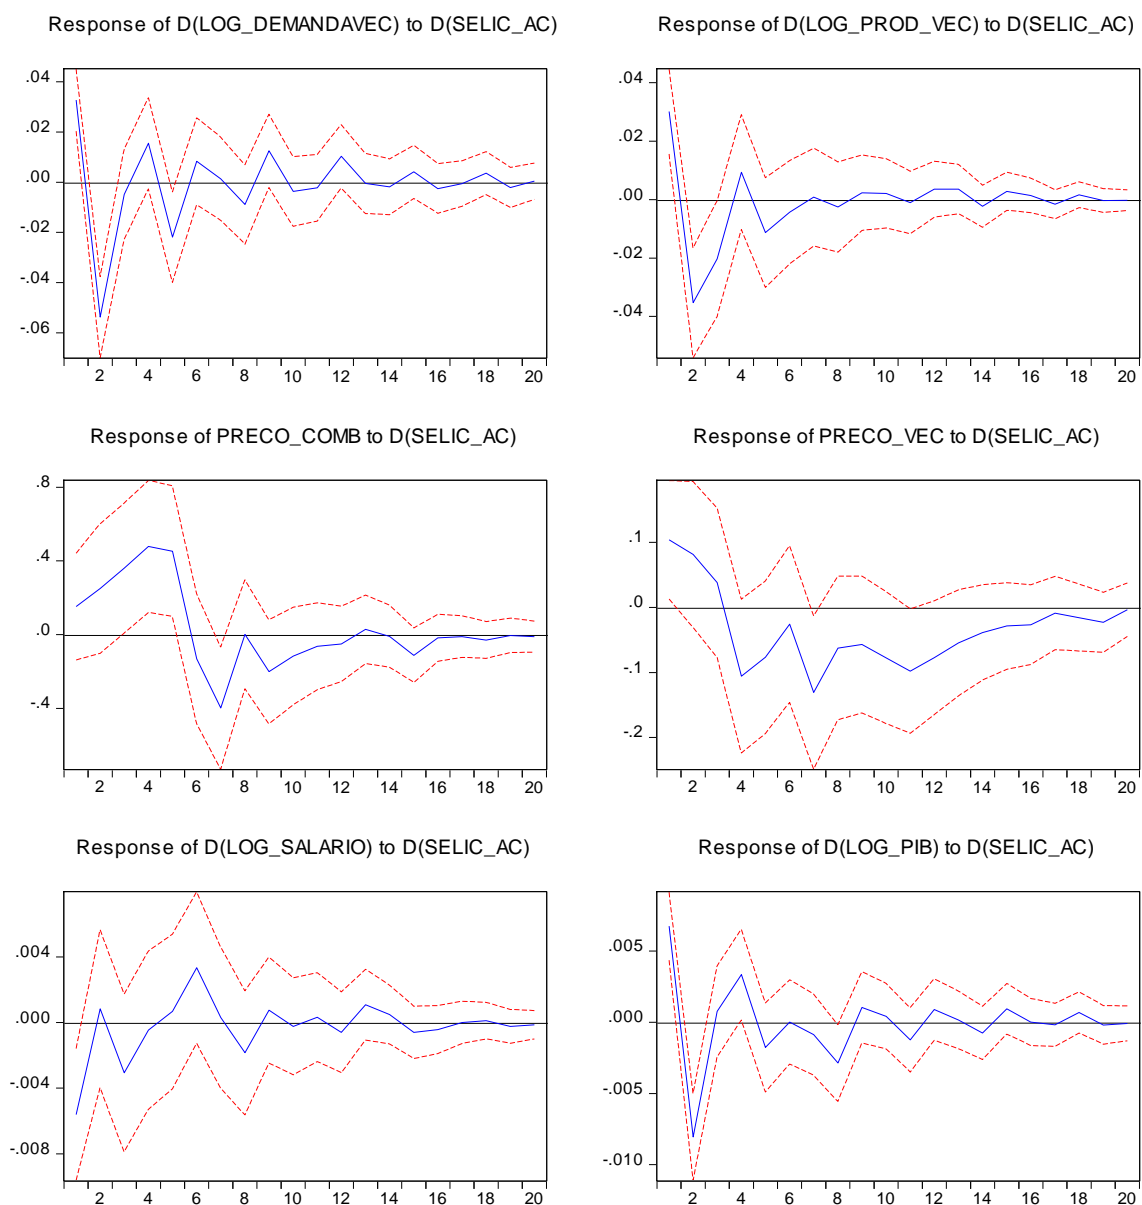 Response of D(LOG_DEMANDAVEC) to D(SELIC_AC)
.04
.02
.00
-.02
-.04
-.06
2 4 6 8 10 12 14 16 18 20
Response of D(LOG_PROD_VEC) to D(SELIC_AC)
.04
.02
.00
-.02
-.04
2 4 6 8 10 12 14 16 18 20
Response of PRECO_COMB to D(SELIC_AC)
.8
.4
.0
-.4
2 4 6 8 10 12 14 16 18 20
Response of PRECO_VEC to D(SELIC_AC)
.1
.0
-.1
-.2
2 4 6 8 10 12 14 16 18 20
Response of D(LOG_SALARIO) to D(SELIC_AC)
.004
.000
-.004
-.008
2 4 6 8 10 12 14 16 18 20
Response of D(LOG_PIB) to D(SELIC_AC)
.005
.000
-.005
-.010
2 4 6 8 10 12 14 16 18 20